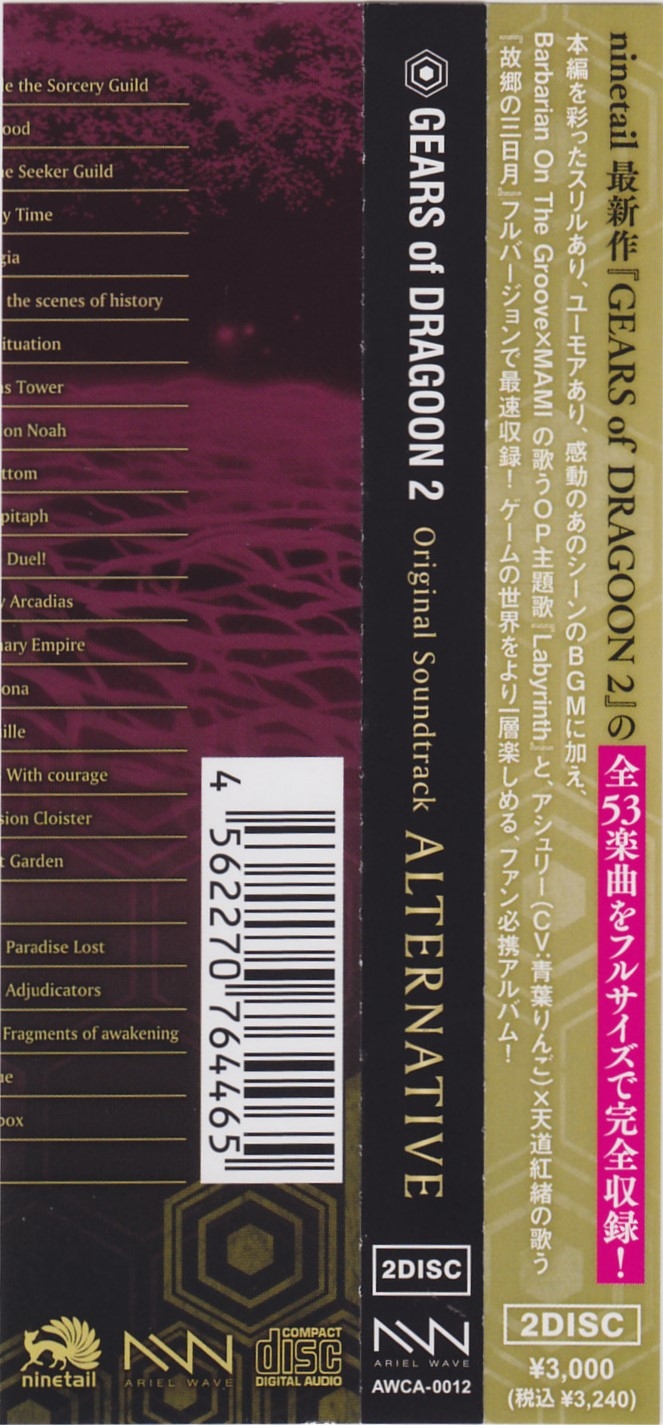 le the Sorcery Guild
ood
e Seeker Guild
y Time
gia
the scenes of history
ituation
s Tower
on Noah
ttom
pitaph
Duel!
y Arcadias
nary Empire
ona
ille
With courage
sion Cloister
t Garden
Paradise Lost
Adjudicators
Fragments of awakening
ue
box
4 562270 764465
ninetail
ARIEL WAVE
COMPACT
disc
DIGITAL AUDIO
GEARS of DRAGOON 2 Original Soundtrack ALTERNATIVE
2DISC
ARIEL WAVE
AWCA-0012
ninetail 最新作『GEARS of DRAGOON 2』の全53楽曲をフルサイズで完全収録!
本編を彩ったスリルあり、ユーモアあり、感動のあのシーンのBGMに加え、
Barbarian On The Groove×MAMI の歌うOP主題歌『Labyrinth』と、アシュリー(CV:青葉りんご)×天道紅緒の歌う
『故郷の三日月』フルバージョンで最速収録! ゲームの世界をより一層楽しめる、ファン必携アルバム!
2DISC
¥3,000
(税込 ¥3,240)